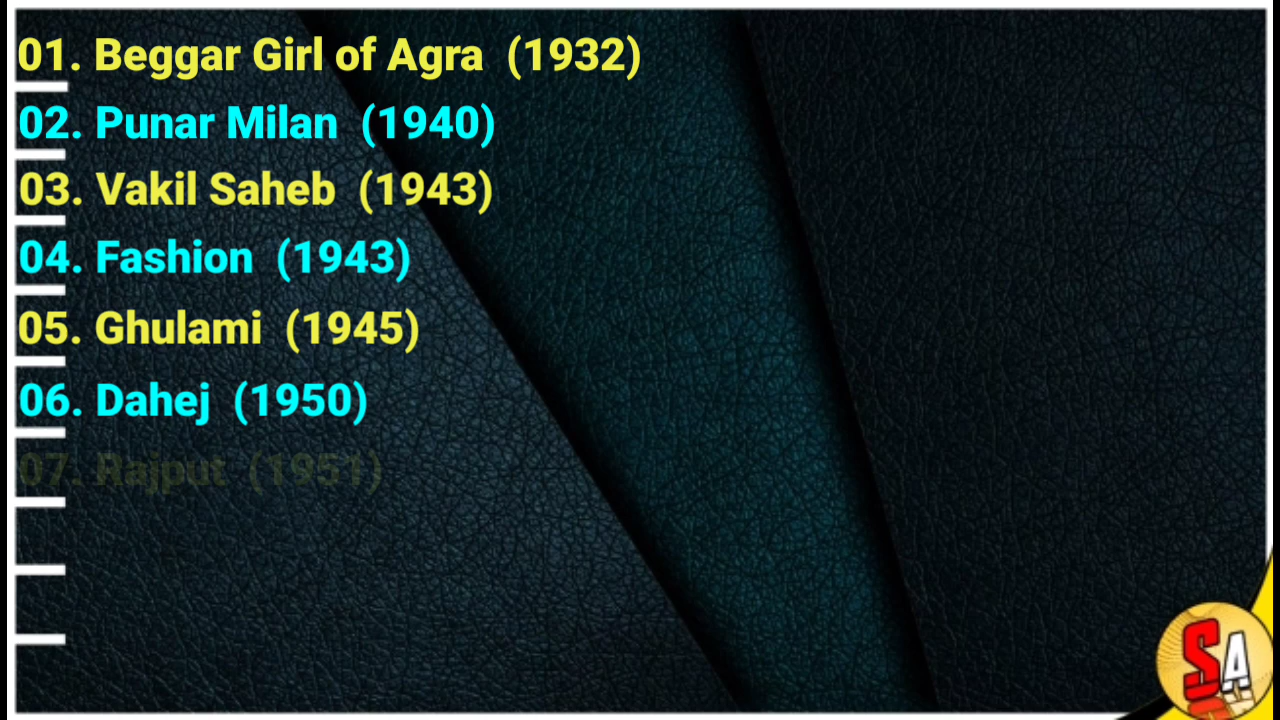 01. Beggar Girl of Agra (1932)
02. Punar Milan (1940)
03. Vakil Saheb (1943)
04. Fashion (1943)
05. Ghulami (1945)
06. Dahej (1950)
07. Rajput (1951)
SA